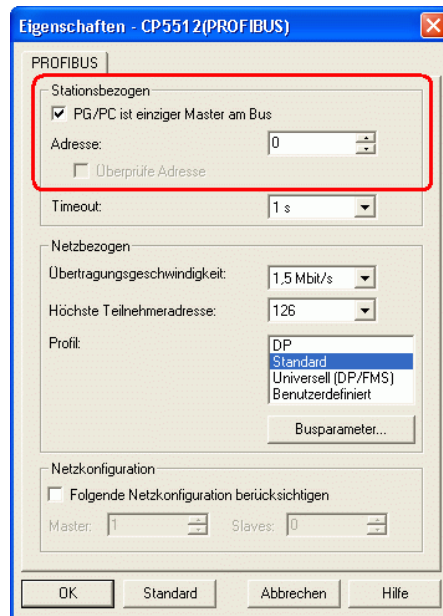 Eigenschaften - CP5512(PROFIBUS)
PROFIBUS
Stationsbezogen
PG/PC ist einziger Master am Bus
Adresse: 0
Überprüfe Adresse
Timeout: 1 s
Netzbezogen
Übertragungsgeschwindigkeit: 1,5 Mbit/s
Höchste Teilnehmeradresse: 126
Profil: DP
Standard
Universell (DP/FMS)
Benutzerdefiniert
Busparameter...
Netzkonfiguration
Folgende Netzkonfiguration berücksichtigen
Master: 1 Slaves: 0
OK Standard Abbrechen Hilfe